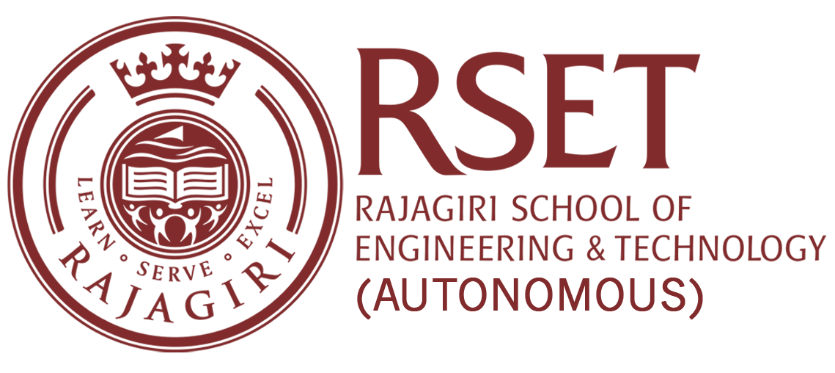 LEARN • SERVE • EXCEL
RAJAGIRI
RSET
RAJAGIRI SCHOOL OF
ENGINEERING & TECHNOLOGY
(AUTONOMOUS)